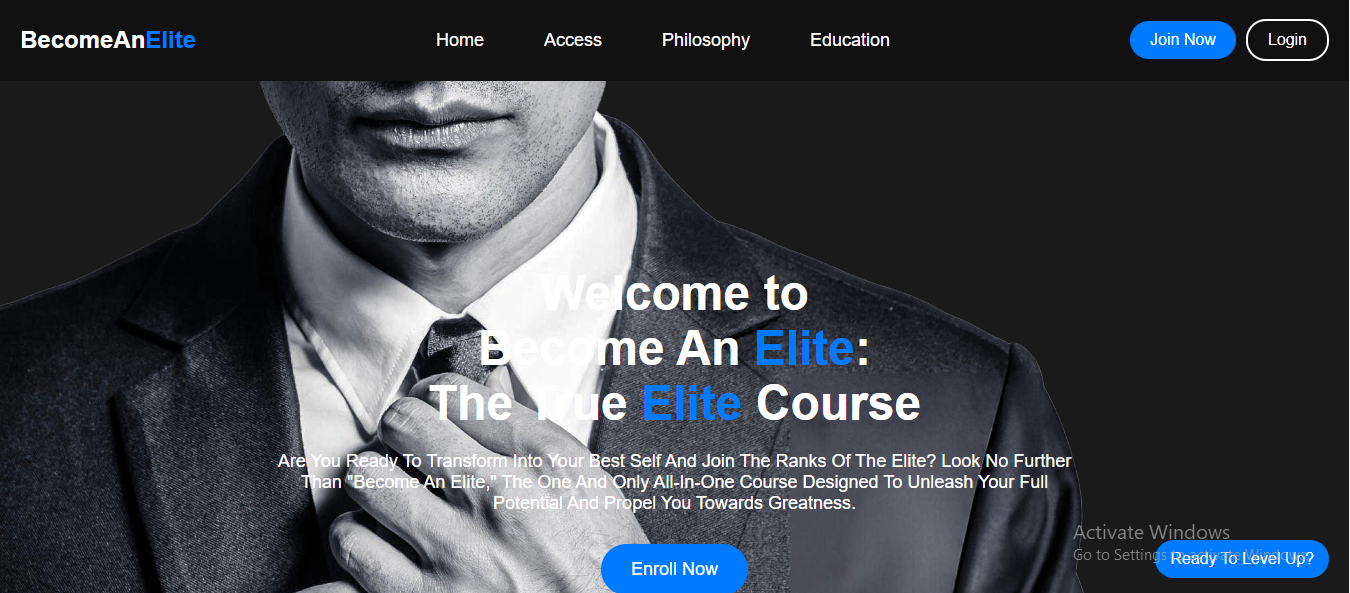 BecomeAnElite
Home Access Philosophy Education
Join Now Login
Welcome to
Become An Elite:
The True Elite Course
Are You Ready To Transform Into Your Best Self And Join The Ranks Of The Elite? Look No Further
Than "Become An Elite," The One And Only All-In-One Course Designed To Unleash Your Full
Potential And Propel You Towards Greatness.
Enroll Now
Activate Windows
Go to Settings to activate Windows.
Ready To Level Up?